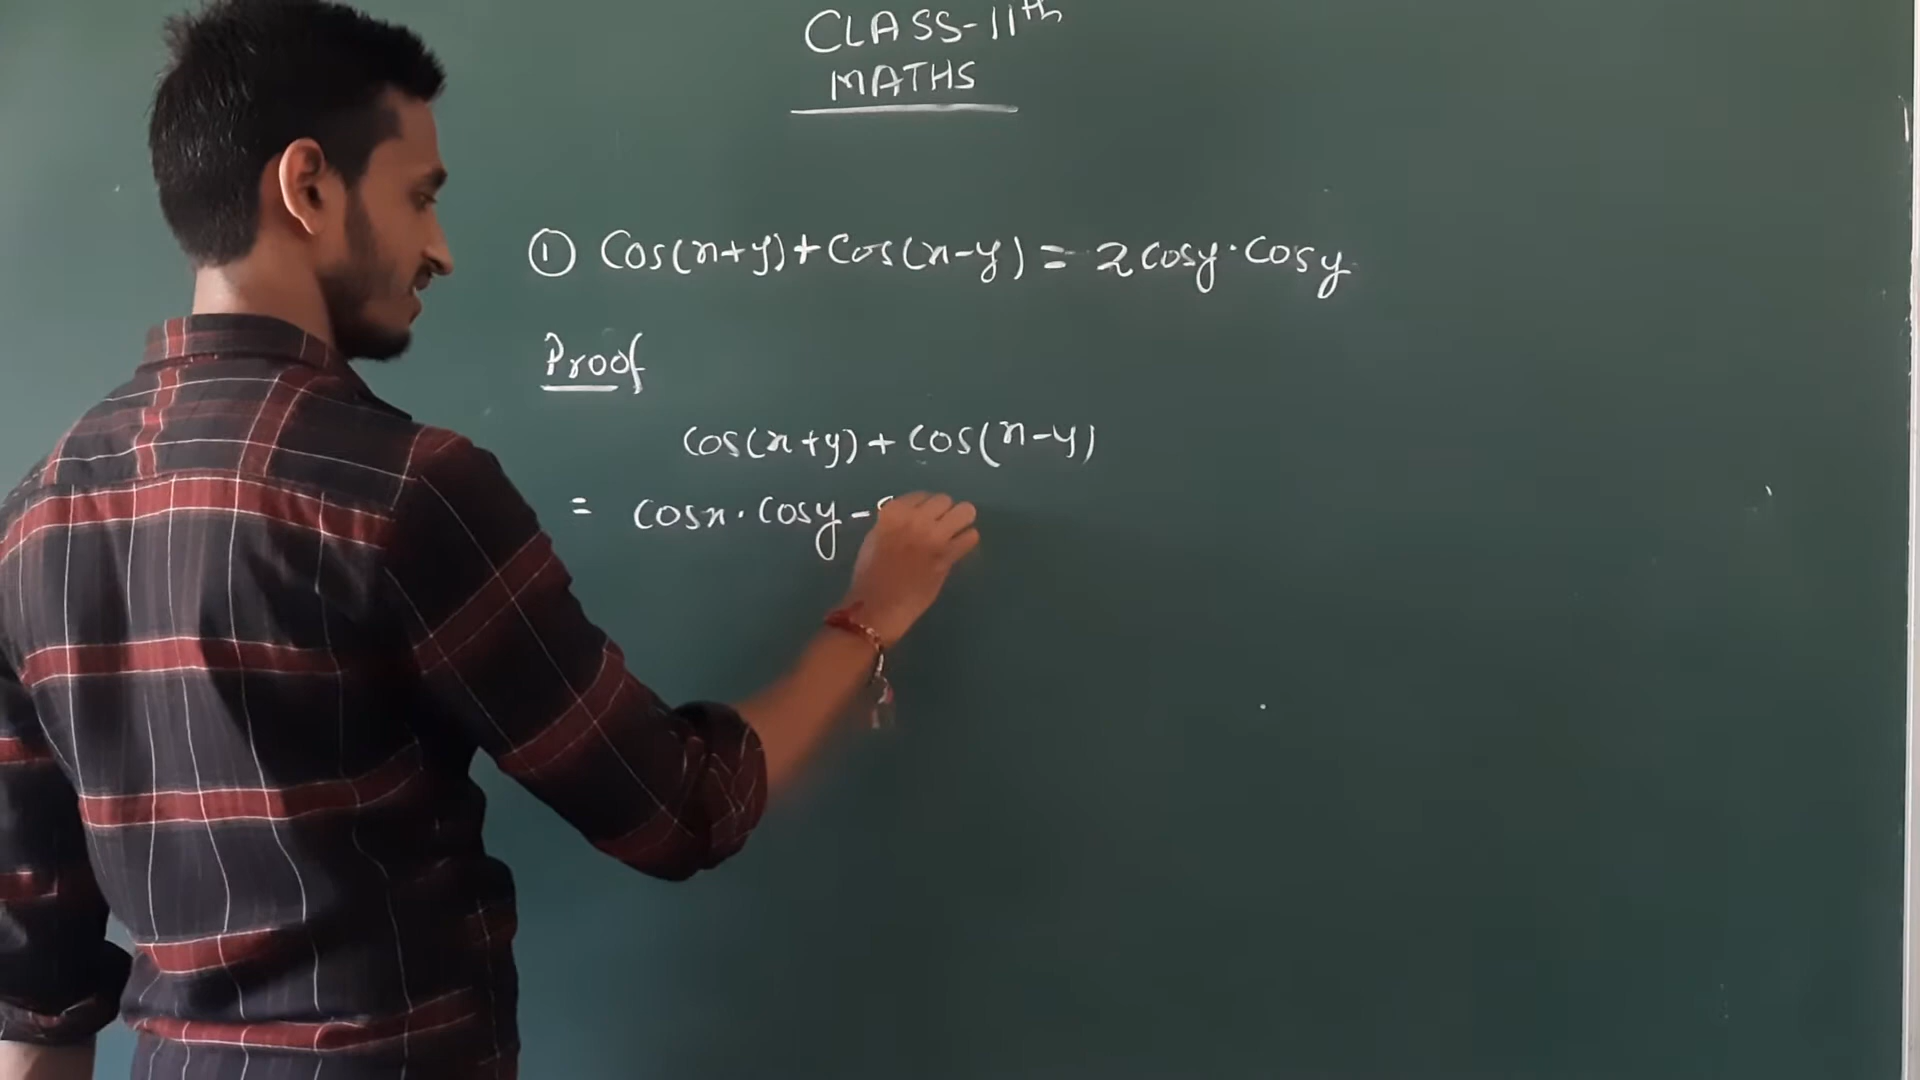 CLASS-11th
MATHS
① Cos(x+y)+Cos(x-y) = 2cosy·Cosy
Proof
cos(x+y)+cos(x-y)
= cosx·cosy-